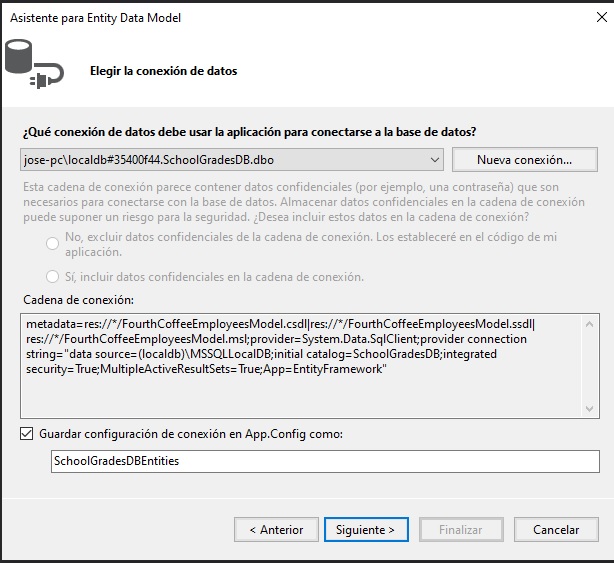 Asistente para Entity Data Model
Elegir la conexión de datos
¿Qué conexión de datos debe usar la aplicación para conectarse a la base de datos?
jose-pc\localdb#35400f44.SchoolGradesDB.dbo
Nueva conexión...
Esta cadena de conexión parece contener datos confidenciales (por ejemplo, una contraseña) que son
necesarios para conectarse con la base de datos. Almacenar datos confidenciales en la cadena de conexión
puede suponer un riesgo para la seguridad. ¿Desea incluir estos datos en la cadena de conexión?
No, excluir datos confidenciales de la cadena de conexión. Los estableceré en el código de mi
aplicación.
Sí, incluir datos confidenciales en la cadena de conexión.
Cadena de conexión:
metadata=res://*/FourthCoffeeEmployeesModel.csdl|res://*/FourthCoffeeEmployeesModel.ssdl|
res://*/FourthCoffeeEmployeesModel.msl;provider=System.Data.SqlClient;provider connection
string="data source=(localdb)\MSSQLLocalDB;initial catalog=SchoolGradesDB;integrated
security=True;MultipleActiveResultSets=True;App=EntityFramework"
Guardar configuración de conexión en App.Config como:
SchoolGradesDBEntities
< Anterior
Siguiente >
Finalizar
Cancelar